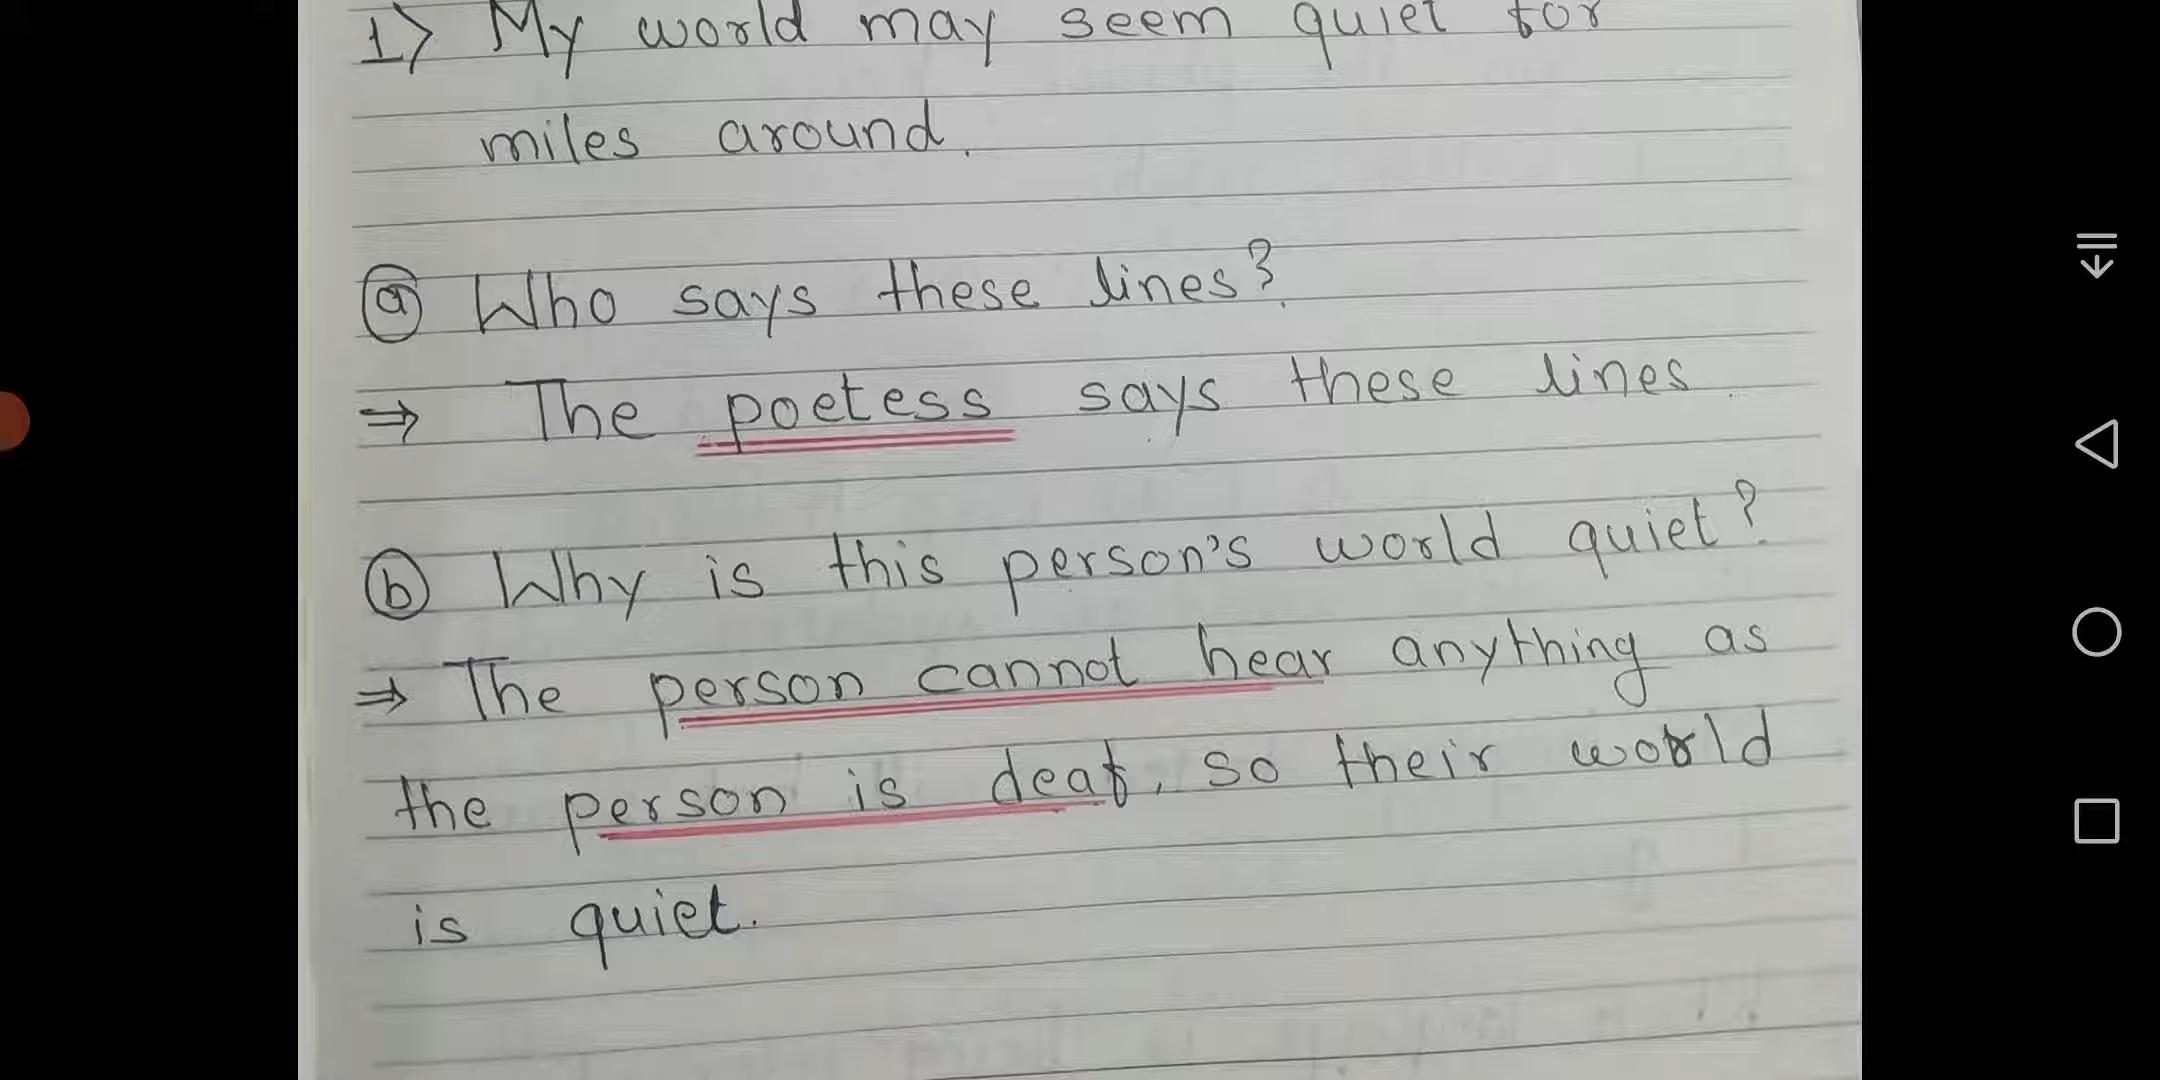 1) My world may seem quiet for
miles around.
a Who says these lines?
⇒ The poetess says these lines.
b Why is this person's world quiet?
⇒ The person cannot hear anything as
the person is deaf, so their world
is quiet.